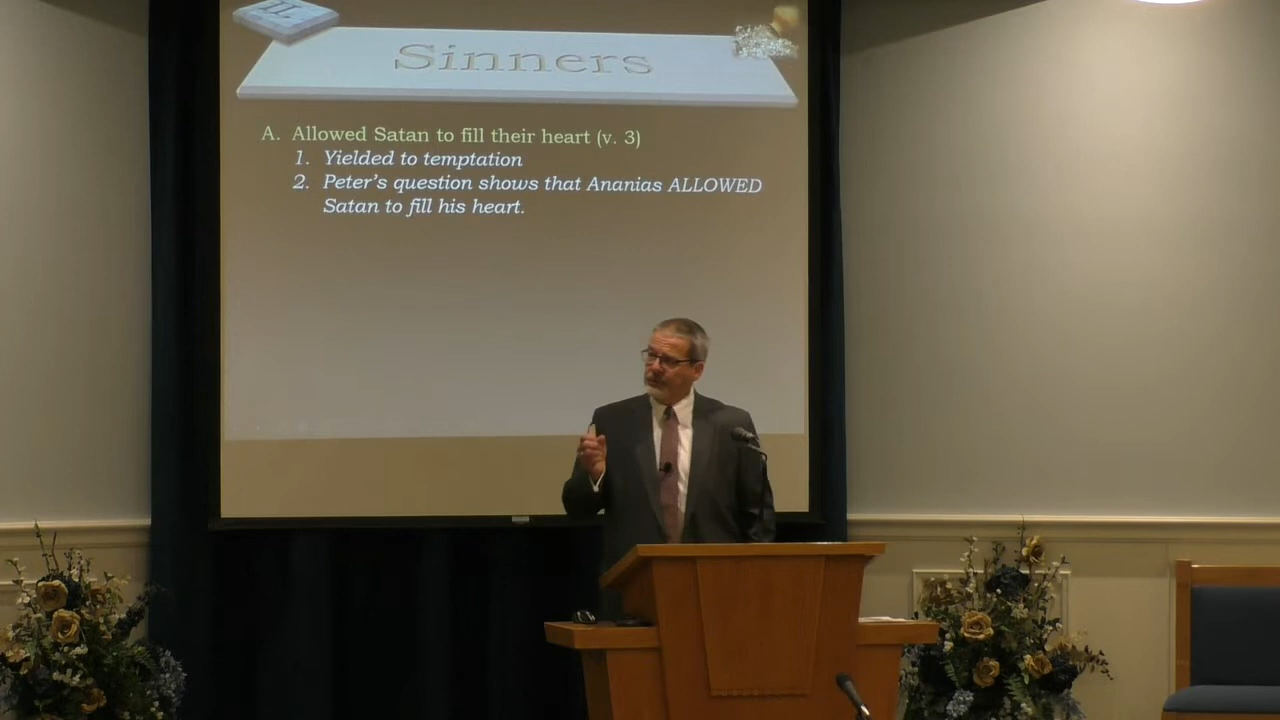 II.
Sinners
A. Allowed Satan to fill their heart (v. 3)
1. Yielded to temptation
2. Peter's question shows that Ananias ALLOWED
Satan to fill his heart.